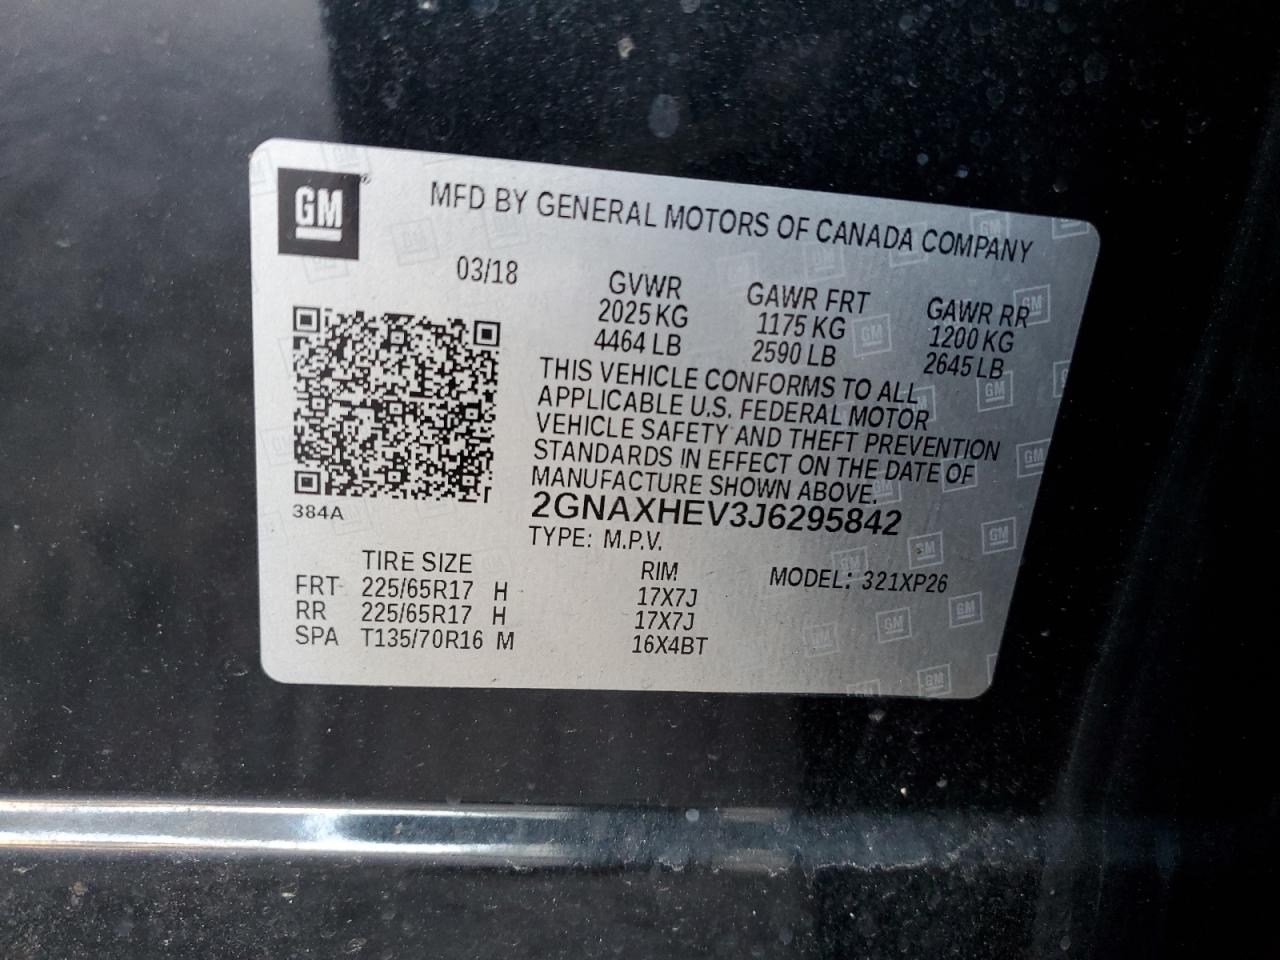 GM®
MFD BY GENERAL MOTORS OF CANADA COMPANY
03/18
GVWR
2025 KG
4464 LB
GAWR FRT
1175 KG
2590 LB
GAWR RR
1200 KG
2645 LB
THIS VEHICLE CONFORMS TO ALL
APPLICABLE U.S. FEDERAL MOTOR
VEHICLE SAFETY AND THEFT PREVENTION
STANDARDS IN EFFECT ON THE DATE OF
MANUFACTURE SHOWN ABOVE.
2GNAXHEV3J6295842
TYPE: M.P.V.
384A
TIRE SIZE RIM MODEL: 321XP26
FRT 225/65R17 H 17X7J
RR 225/65R17 H 17X7J
SPA T135/70R16 M 16X4BT